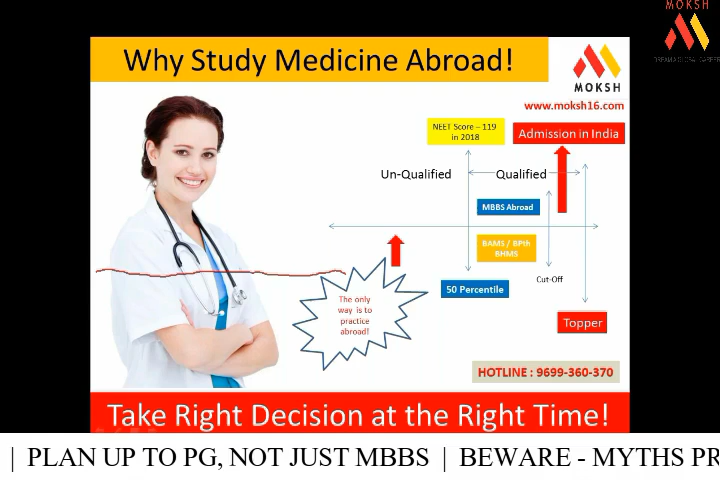 MOKSH
DREAM A GLOBAL CAREER
Why Study Medicine Abroad!
MOKSH
www.moksh16.com
NEET Score – 119
in 2018
Admission in India
Un-Qualified
Qualified
MBBS Abroad
BAMS / BPth
BHMS
Cut-Off
50 Percentile
The only
way is to
practice
abroad!
Topper
HOTLINE : 9699-360-370
Take Right Decision at the Right Time!
| PLAN UP TO PG, NOT JUST MBBS | BEWARE - MYTHS PR